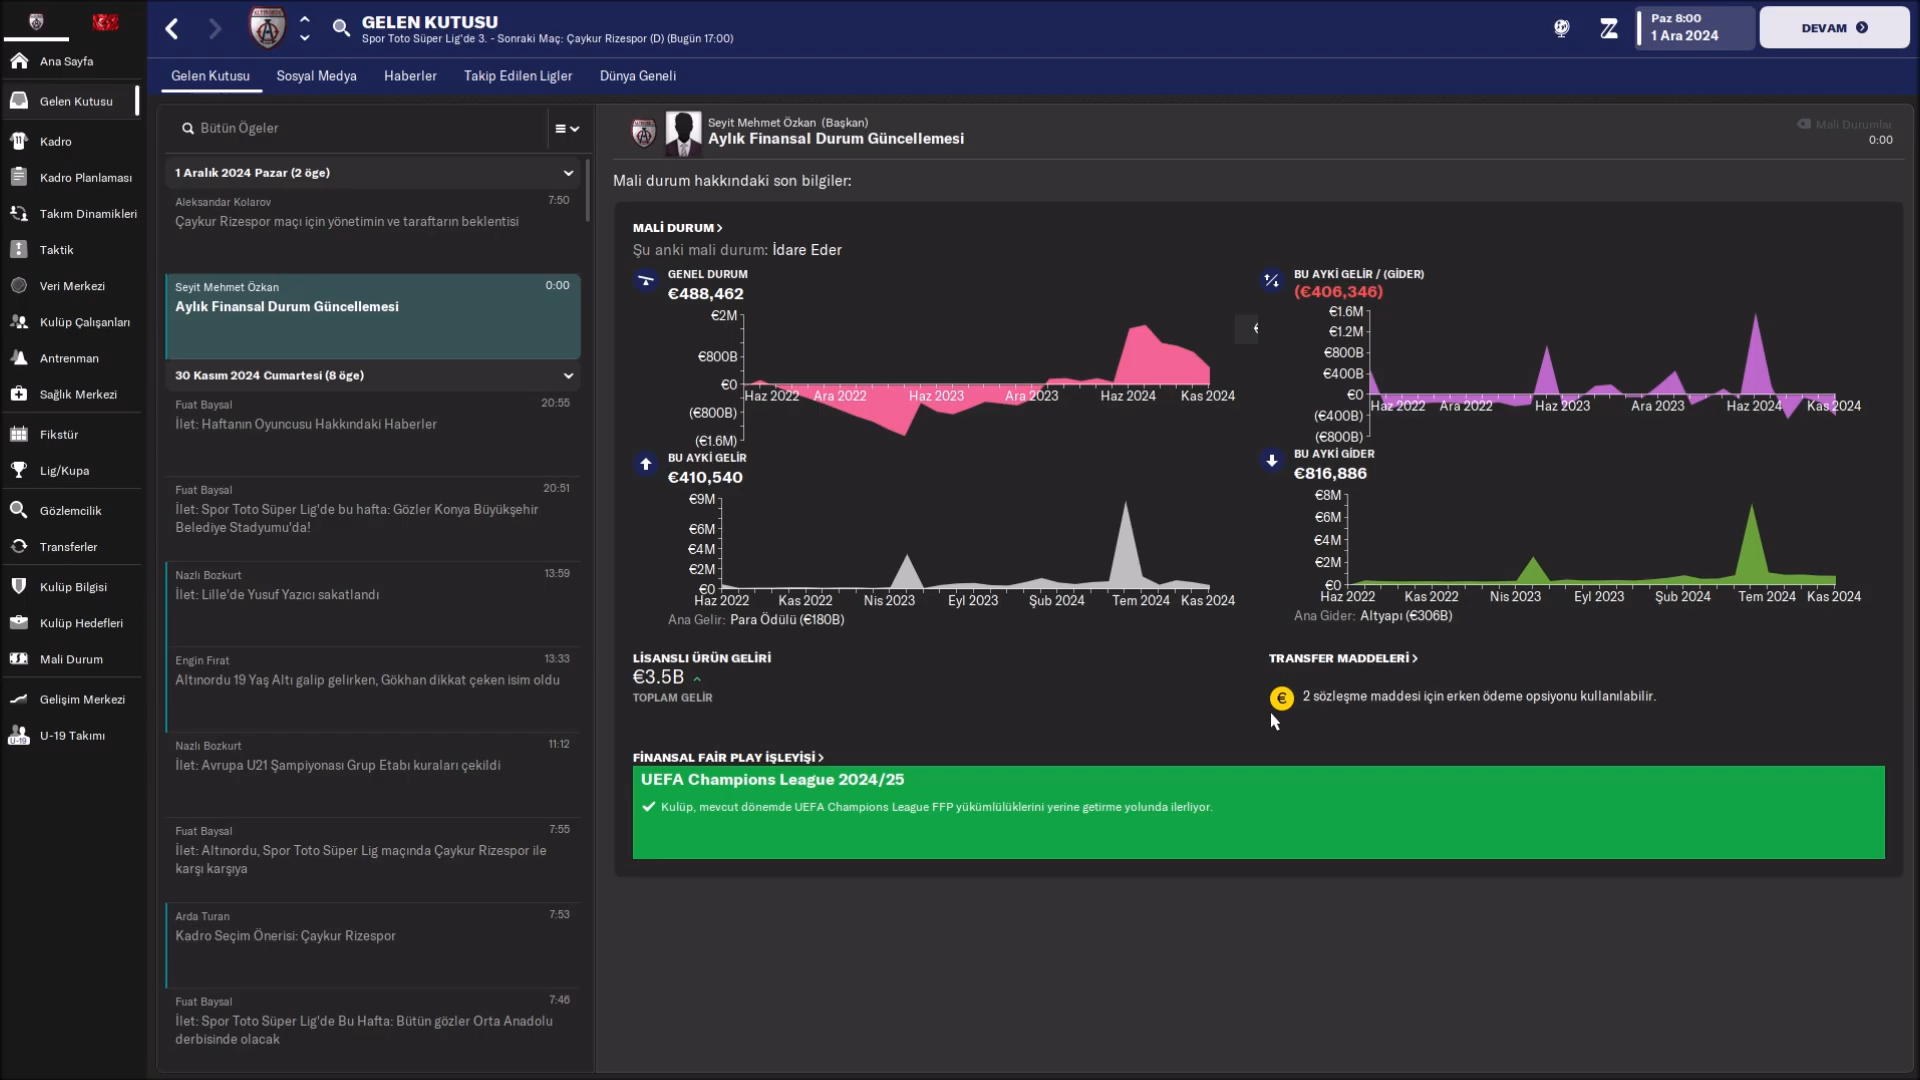 GELEN KUTUSU
Spor Toto Süper Lig'de 3. - Sonraki Maç: Çaykur Rizespor (D) (Bugün 17:00)
Paz 8:00
1 Ara 2024
DEVAM
Ana Sayfa
Gelen Kutusu
Kadro
Kadro Planlaması
Takım Dinamikleri
Taktik
Veri Merkezi
Kulüp Çalışanları
Antrenman
Sağlık Merkezi
Fikstür
Lig/Kupa
Gözlemcilik
Transferler
Kulüp Bilgisi
Kulüp Hedefleri
Mali Durum
Gelişim Merkezi
U-19 Takımı
Gelen Kutusu Sosyal Medya Haberler Takip Edilen Ligler Dünya Geneli
Bütün Ögeler
1 Aralık 2024 Pazar (2 öge)
Aleksandar Kolarov 7:50
Çaykur Rizespor maçı için yönetimin ve taraftarın beklentisi
Seyit Mehmet Özkan 0:00
Aylık Finansal Durum Güncellemesi
30 Kasım 2024 Cumartesi (8 öge)
Fuat Baysal 20:55
İlet: Haftanın Oyuncusu Hakkındaki Haberler
Fuat Baysal 20:51
İlet: Spor Toto Süper Lig'de bu hafta: Gözler Konya Büyükşehir
Belediye Stadyumu'da!
Nazlı Bozkurt 13:59
İlet: Lille'de Yusuf Yazıcı sakatlandı
Engin Fırat 13:33
Altınordu 19 Yaş Altı galip gelirken, Gökhan dikkat çeken isim oldu
Nazlı Bozkurt 11:12
İlet: Avrupa U21 Şampiyonası Grup Etabı kuraları çekildi
Fuat Baysal 7:55
İlet: Altınordu, Spor Toto Süper Lig maçında Çaykur Rizespor ile
karşı karşıya
Arda Turan 7:53
Kadro Seçim Önerisi: Çaykur Rizespor
Fuat Baysal 7:46
İlet: Spor Toto Süper Lig'de Bu Hafta: Bütün gözler Orta Anadolu
derbisinde olacak
Seyit Mehmet Özkan (Başkan)
Aylık Finansal Durum Güncellemesi
Mali Durumlar
0:00
Mali durum hakkındaki son bilgiler:
MALİ DURUM
Şu anki mali durum: İdare Eder
GENEL DURUM
€488,462
€2M
€800B
€0
(€800B)
(€1.6M)
Haz 2022 Ara 2022 Haz 2023 Ara 2023 Haz 2024 Kas 2024
BU AYKİ GELİR / (GİDER)
(€406,346)
€1.6M
€1.2M
€800B
€400B
€0
(€400B)
(€800B)
Haz 2022 Ara 2022 Haz 2023 Ara 2023 Haz 2024 Kas 2024
BU AYKİ GELİR
€410,540
€9M
€6M
€4M
€2M
€0
Haz 2022 Kas 2022 Nis 2023 Eyl 2023 Şub 2024 Tem 2024 Kas 2024
Ana Gelir: Para Ödülü (€180B)
BU AYKİ GİDER
€816,886
€8M
€6M
€4M
€2M
€0
Haz 2022 Kas 2022 Nis 2023 Eyl 2023 Şub 2024 Tem 2024 Kas 2024
Ana Gider: Altyapı (€306B)
LİSANSLI ÜRÜN GELİRİ
€3.5B
TOPLAM GELİR
TRANSFER MADDELERİ
2 sözleşme maddesi için erken ödeme opsiyonu kullanılabilir.
FİNANSAL FAİR PLAY İŞLEYİŞİ
UEFA Champions League 2024/25
Kulüp, mevcut dönemde UEFA Champions League FFP yükümlülüklerini yerine getirme yolunda ilerliyor.